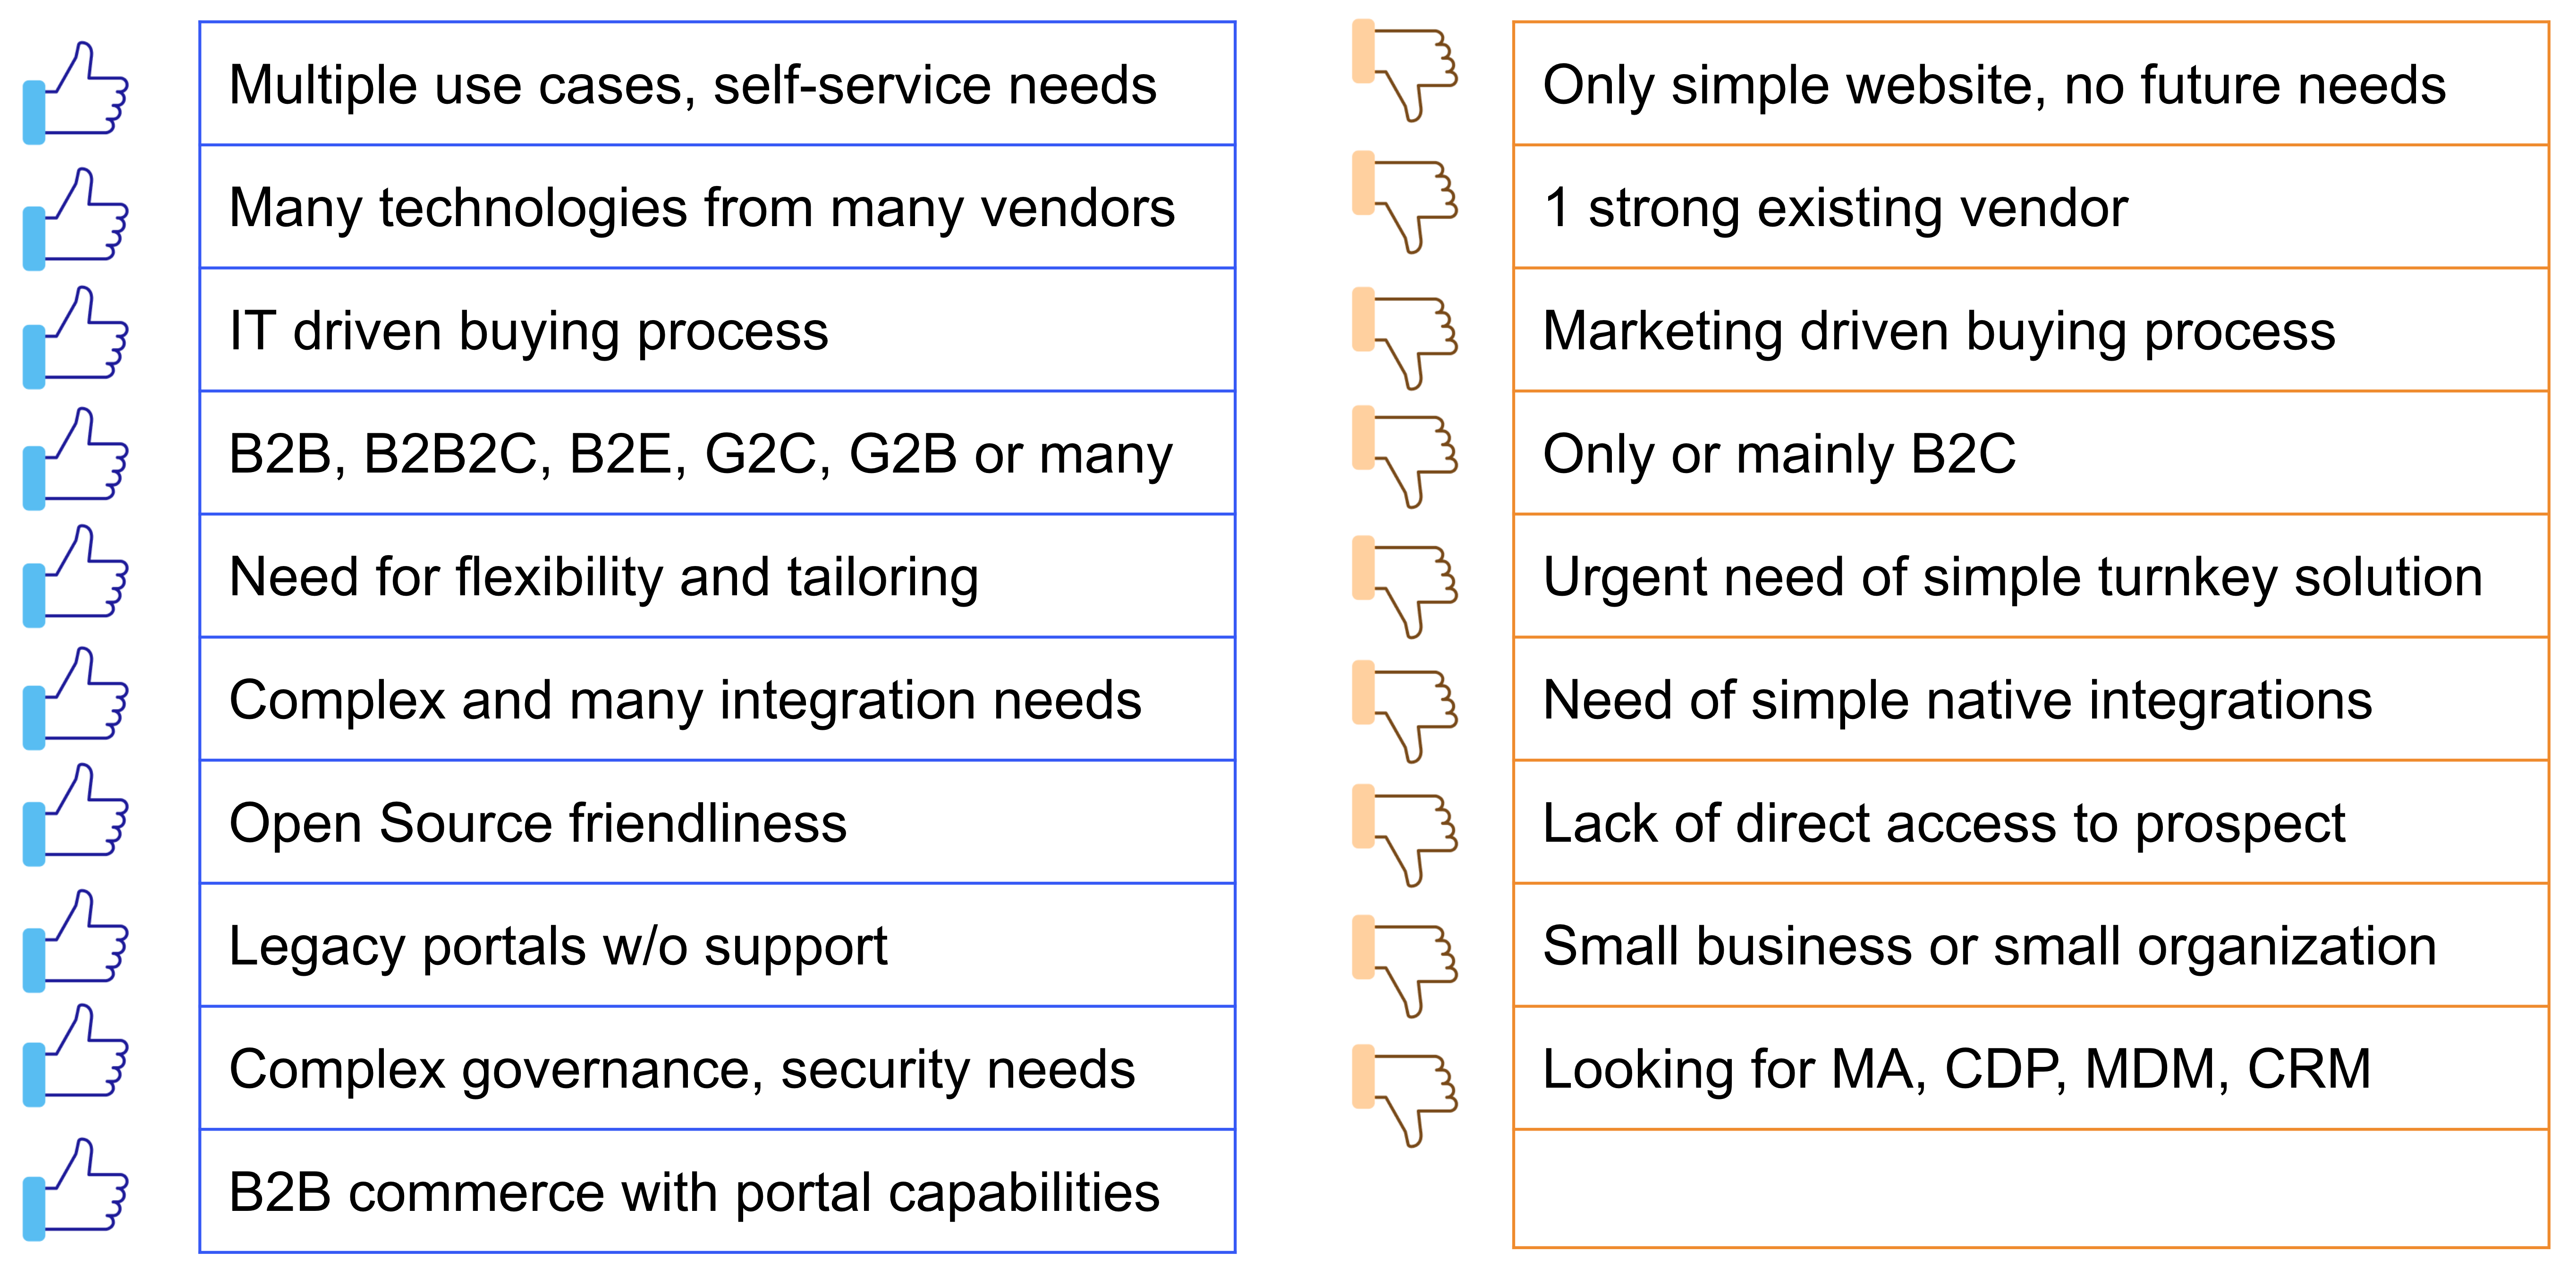 Multiple use cases, self-service needs
Many technologies from many vendors
IT driven buying process
B2B, B2B2C, B2E, G2C, G2B or many
Need for flexibility and tailoring
Complex and many integration needs
Open Source friendliness
Legacy portals w/o support
Complex governance, security needs
B2B commerce with portal capabilities
Only simple website, no future needs
1 strong existing vendor
Marketing driven buying process
Only or mainly B2C
Urgent need of simple turnkey solution
Need of simple native integrations
Lack of direct access to prospect
Small business or small organization
Looking for MA, CDP, MDM, CRM